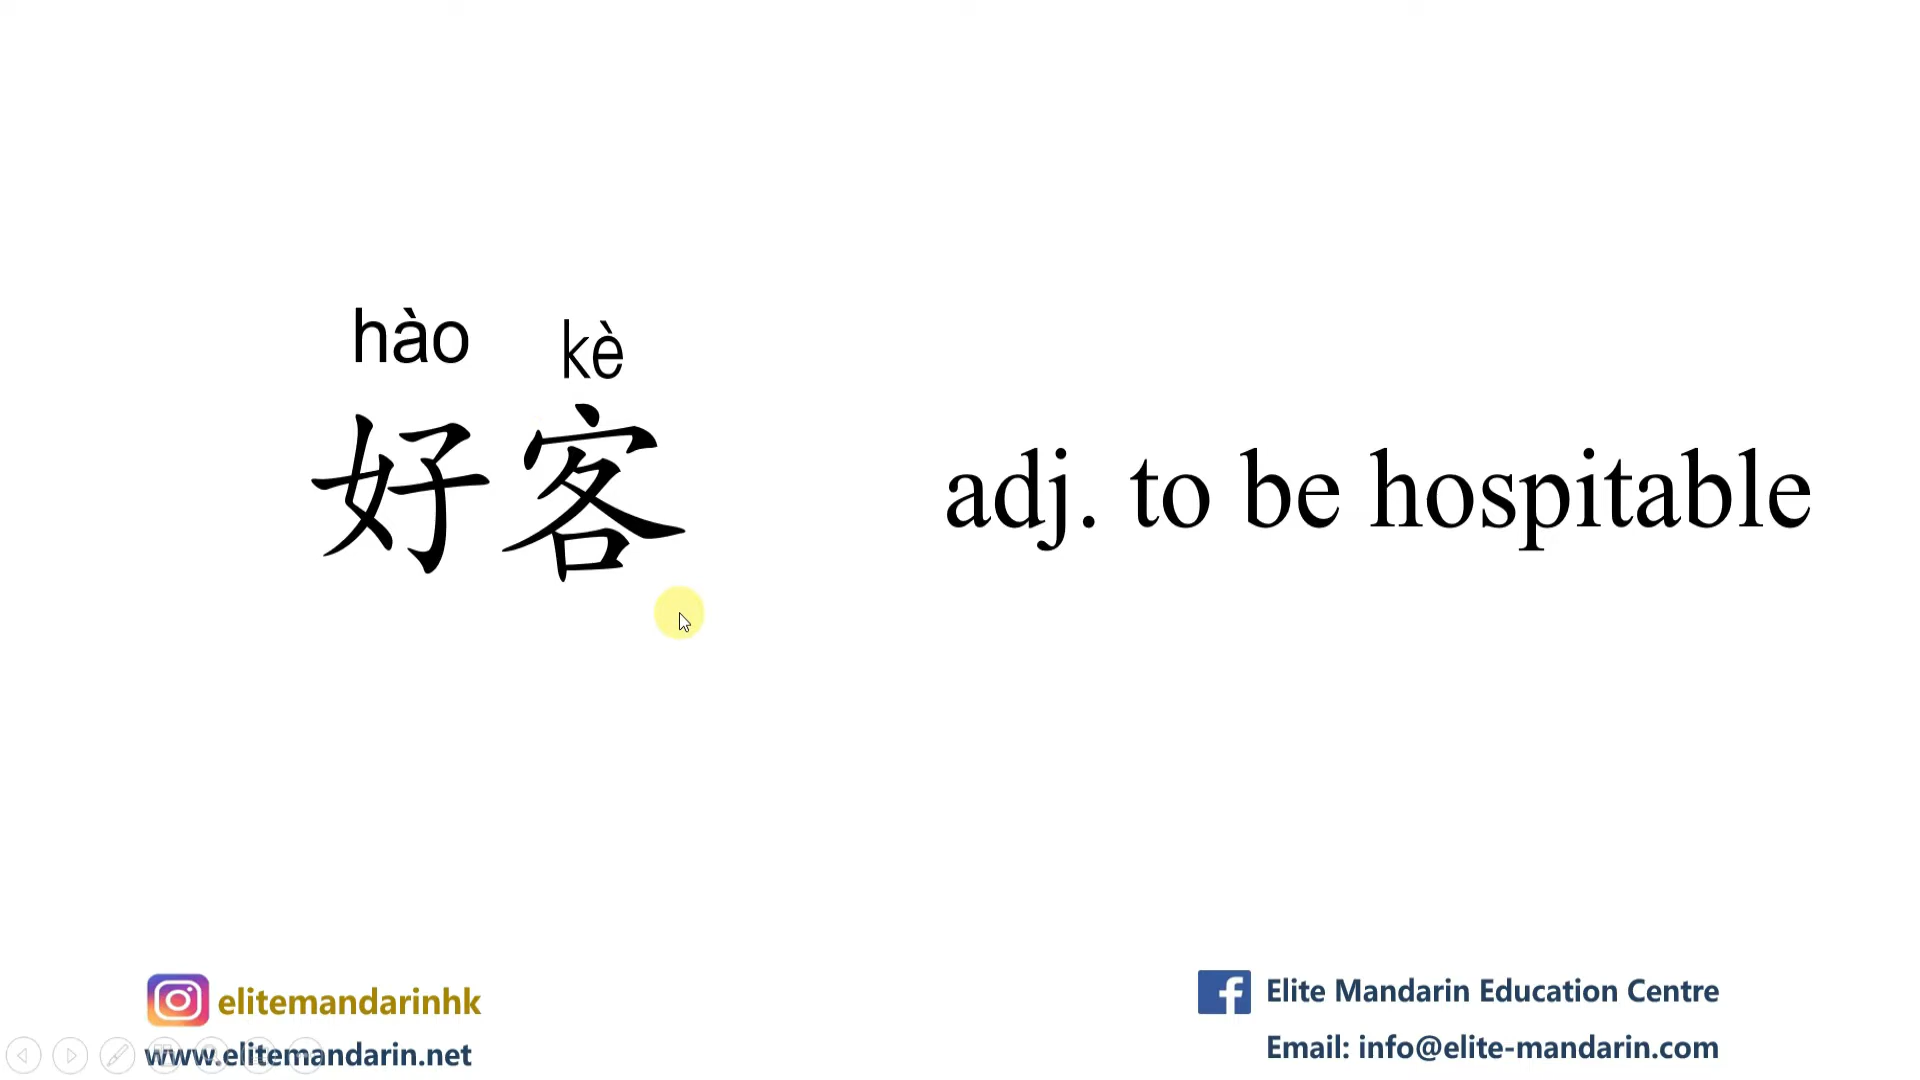 hào kè
好客
adj. to be hospitable
elitemandarinhk
www.elitemandarin.net
Elite Mandarin Education Centre
Email: info@elite-mandarin.com